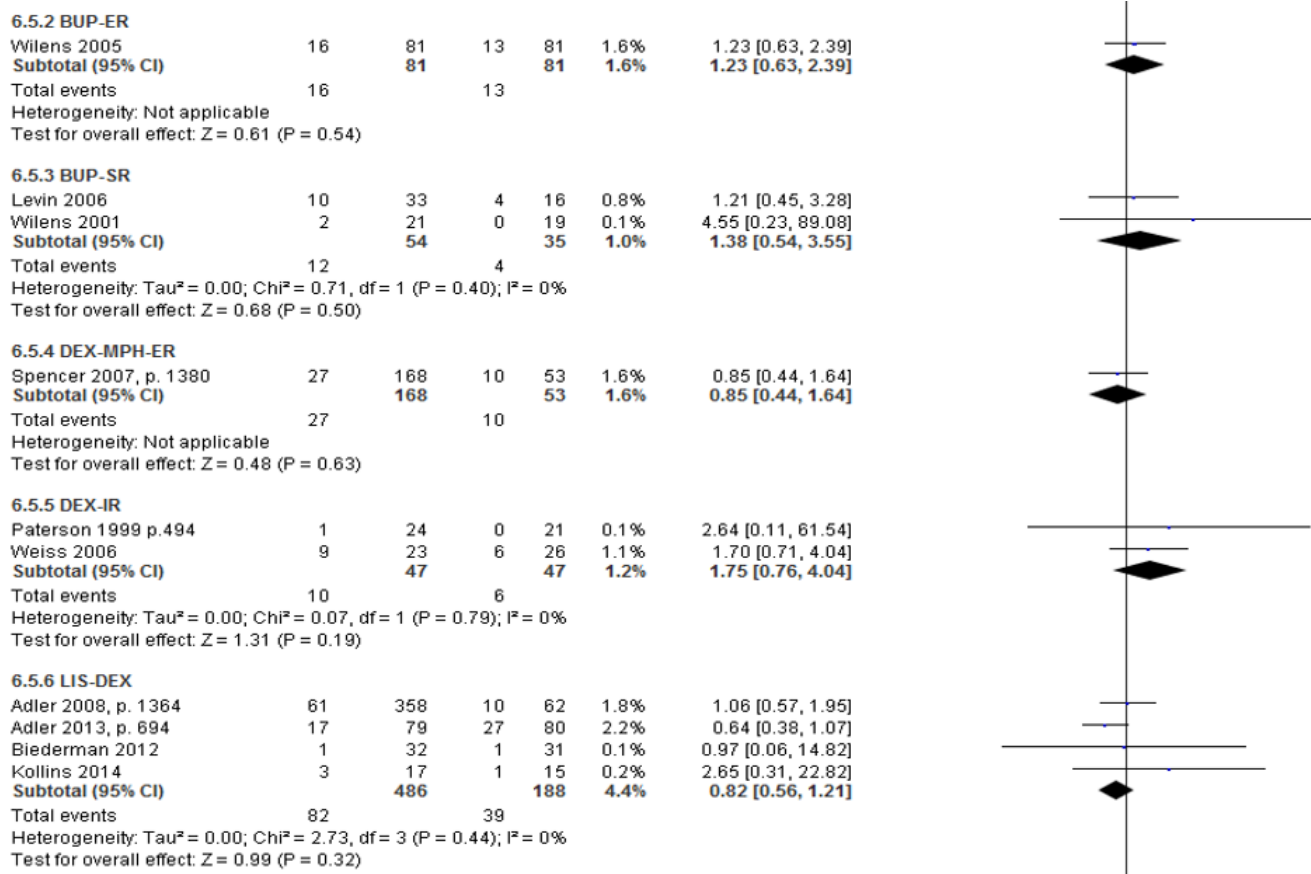 6.5.2 BUP-ER
Wilens 2005 16 81 13 81 1.6% 1.23 [0.63, 2.39]
Subtotal (95% CI) 81 81 1.6% 1.23 [0.63, 2.39]
Total events 16 13
Heterogeneity: Not applicable
Test for overall effect: Z = 0.61 (P = 0.54)
6.5.3 BUP-SR
Levin 2006 10 33 4 16 0.8% 1.21 [0.45, 3.28]
Wilens 2001 2 21 0 19 0.1% 4.55 [0.23, 89.08]
Subtotal (95% CI) 54 35 1.0% 1.38 [0.54, 3.55]
Total events 12 4
Heterogeneity: Tau² = 0.00; Chi² = 0.71, df = 1 (P = 0.40); I² = 0%
Test for overall effect: Z = 0.68 (P = 0.50)
6.5.4 DEX-MPH-ER
Spencer 2007, p. 1380 27 168 10 53 1.6% 0.85 [0.44, 1.64]
Subtotal (95% CI) 168 53 1.6% 0.85 [0.44, 1.64]
Total events 27 10
Heterogeneity: Not applicable
Test for overall effect: Z = 0.48 (P = 0.63)
6.5.5 DEX-IR
Paterson 1999 p.494 1 24 0 21 0.1% 2.64 [0.11, 61.54]
Weiss 2006 9 23 6 26 1.1% 1.70 [0.71, 4.04]
Subtotal (95% CI) 47 47 1.2% 1.75 [0.76, 4.04]
Total events 10 6
Heterogeneity: Tau² = 0.00; Chi² = 0.07, df = 1 (P = 0.79); I² = 0%
Test for overall effect: Z = 1.31 (P = 0.19)
6.5.6 LIS-DEX
Adler 2008, p. 1364 61 358 10 62 1.8% 1.06 [0.57, 1.95]
Adler 2013, p. 694 17 79 27 80 2.2% 0.64 [0.38, 1.07]
Biederman 2012 1 32 1 31 0.1% 0.97 [0.06, 14.82]
Kollins 2014 3 17 1 15 0.2% 2.65 [0.31, 22.82]
Subtotal (95% CI) 486 188 4.4% 0.82 [0.56, 1.21]
Total events 82 39
Heterogeneity: Tau² = 0.00; Chi² = 2.73, df = 3 (P = 0.44); I² = 0%
Test for overall effect: Z = 0.99 (P = 0.32)